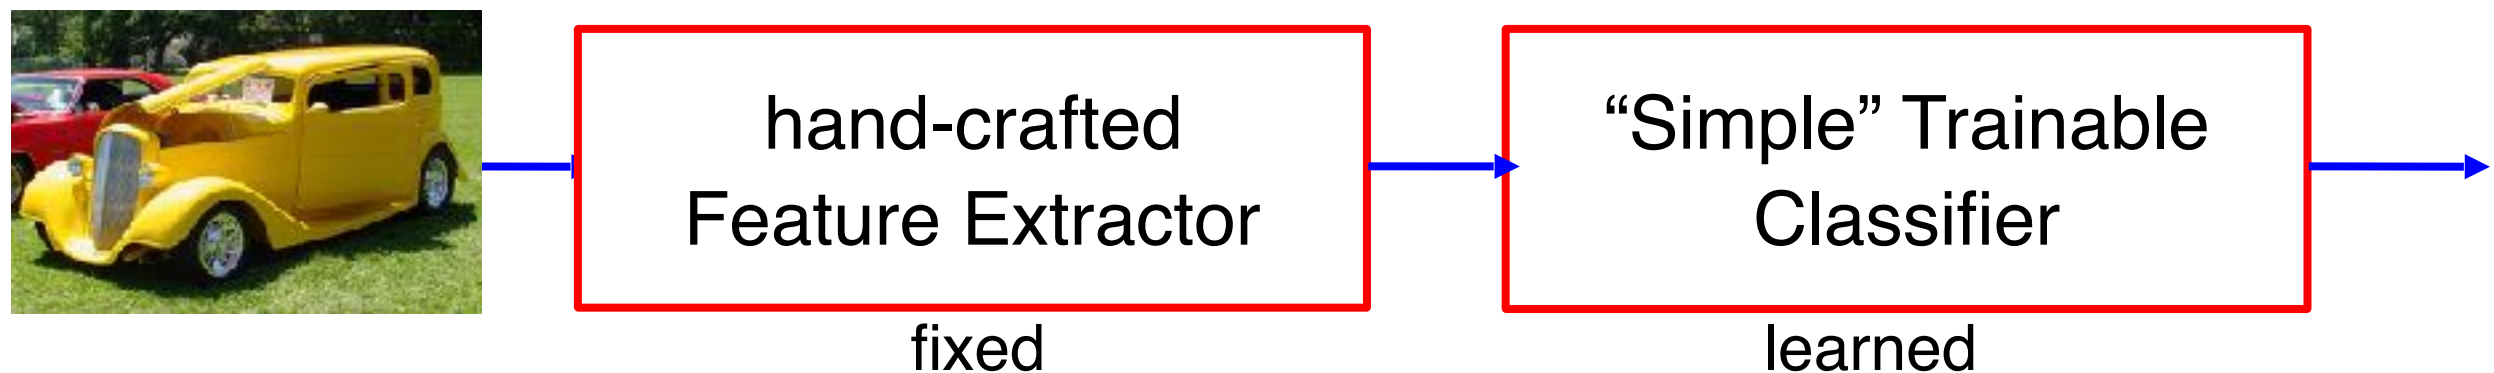 hand-crafted
Feature Extractor
fixed
“Simple” Trainable
Classifier
learned